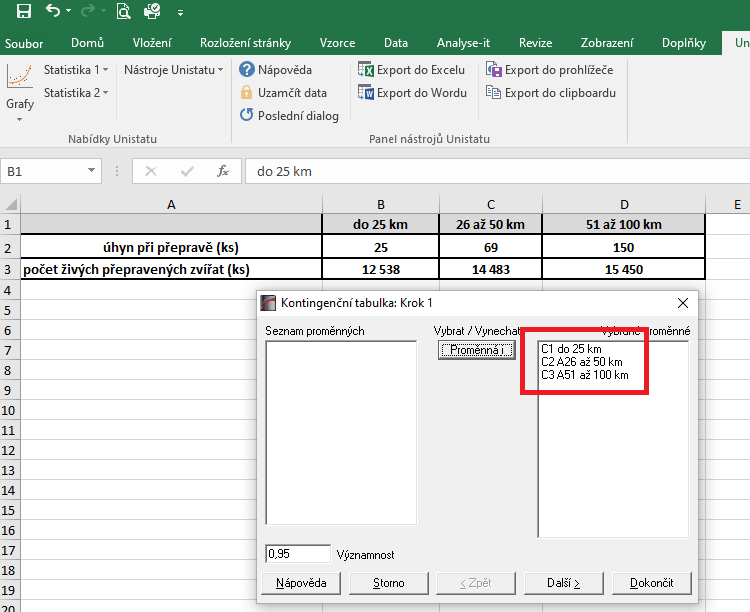 Soubor Domů Vložení Rozložení stránky Vzorce Data Analyse-it Revize Zobrazení Doplňky Un
Grafy
Statistika 1
Statistika 2
Nástroje Unistatu
Nabídky Unistatu
Nápověda
Uzamčít data
Poslední dialog
Export do Excelu
Export do Wordu
Export do prohlížeče
Export do clipboardu
Panel nástrojů Unistatu
B1 fx do 25 km
A B C D E
1 do 25 km 26 až 50 km 51 až 100 km
2 úhyn při přepravě (ks) 25 69 150
3 počet živých přepravených zvířat (ks) 12 538 14 483 15 450
4
5
6
7
8
9
10
11
12
13
14
15
16
17
18
19
20
Kontingenční tabulka: Krok 1
Seznam proměnných Vybrat / Vynechat Vybrané proměnné
Proměnná i
C1 do 25 km
C2 A26 až 50 km
C3 A51 až 100 km
0,95 Významnost
Nápověda Storno < Zpět Další > Dokončit